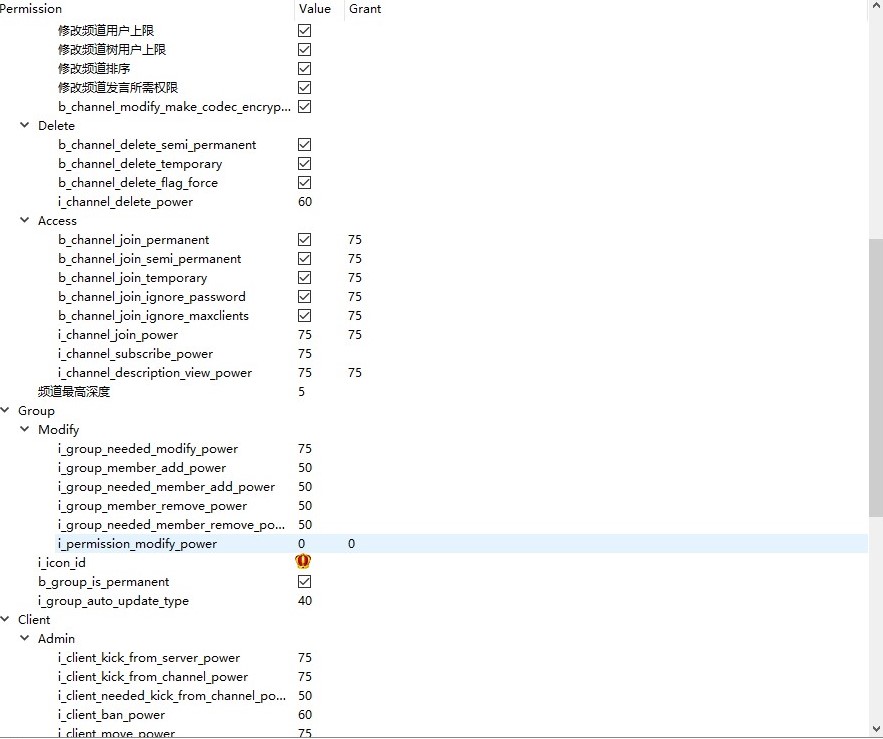 Permission Value Grant
修改频道用户上限
修改频道树用户上限
修改频道排序
修改频道发言所需权限
b_channel_modify_make_codec_encryp...
Delete
b_channel_delete_semi_permanent
b_channel_delete_temporary
b_channel_delete_flag_force
i_channel_delete_power 60
Access
b_channel_join_permanent 75
b_channel_join_semi_permanent 75
b_channel_join_temporary 75
b_channel_join_ignore_password 75
b_channel_join_ignore_maxclients 75
i_channel_join_power 75 75
i_channel_subscribe_power 75
i_channel_description_view_power 75 75
频道最高深度 5
Group
Modify
i_group_needed_modify_power 75
i_group_member_add_power 50
i_group_needed_member_add_power 50
i_group_member_remove_power 50
i_group_needed_member_remove_po... 50
i_permission_modify_power 0 0
i_icon_id
b_group_is_permanent
i_group_auto_update_type 40
Client
Admin
i_client_kick_from_server_power 75
i_client_kick_from_channel_power 75
i_client_needed_kick_from_channel_po... 50
i_client_ban_power 60
i_client_move_power 75